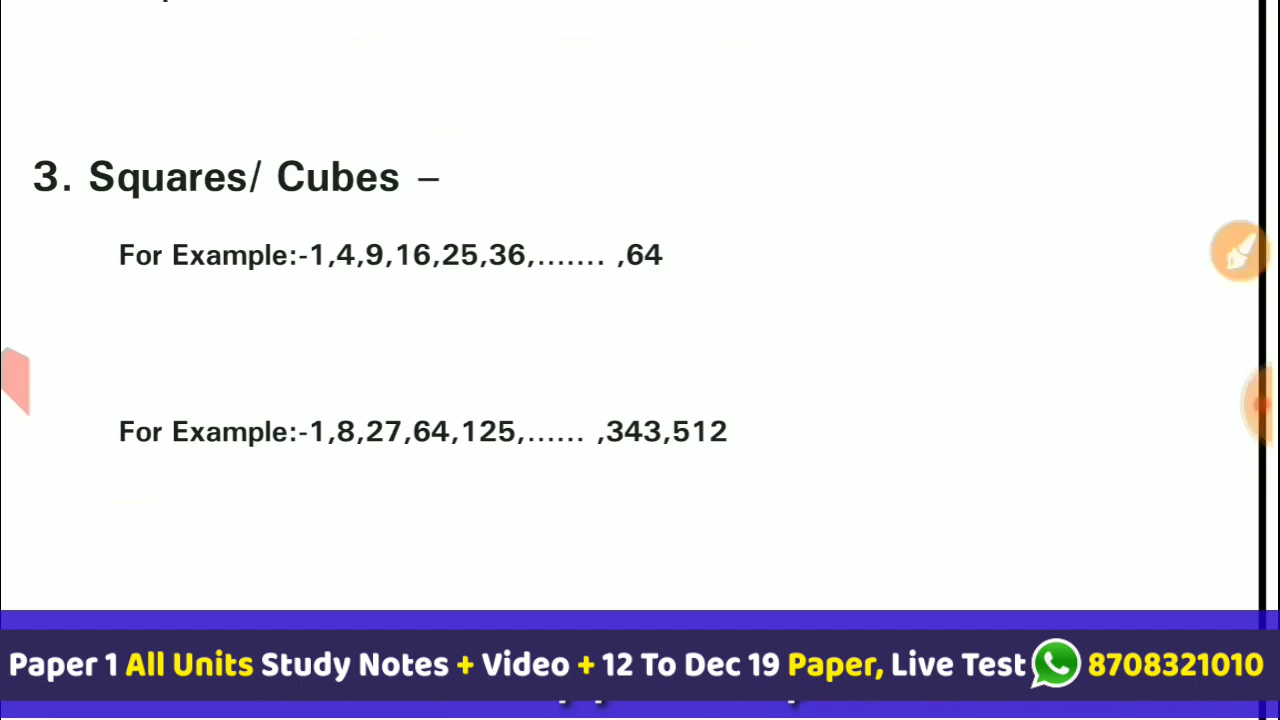 3. Squares/ Cubes –
For Example:-1,4,9,16,25,36,....... ,64
For Example:-1,8,27,64,125,...... ,343,512
Paper 1 All Units Study Notes + Video + 12 To Dec 19 Paper, Live Test 8708321010